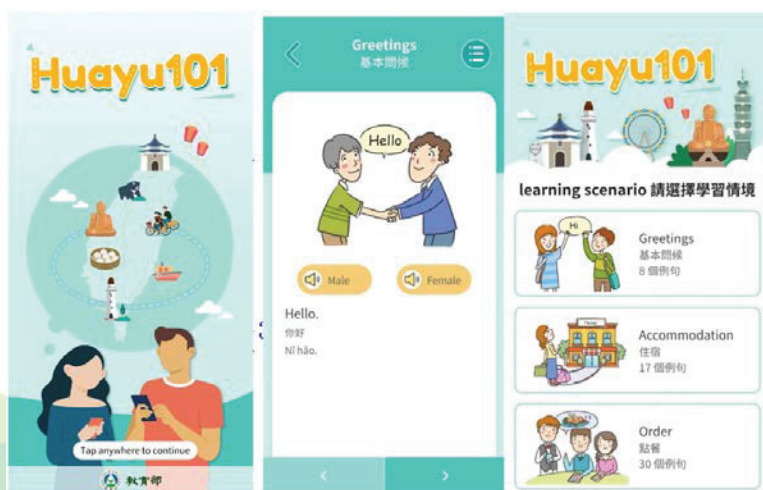 Huayu101
Tap anywhere to continue
教育部
Greetings
基本問候
Hello
Male
Female
Hello.
你好
Nǐ hǎo.
Huayu101
learning scenario 請選擇學習情境
Hi
Greetings
基本問候
8 個例句
Accommodation
住宿
17 個例句
Order
點餐
30 個例句